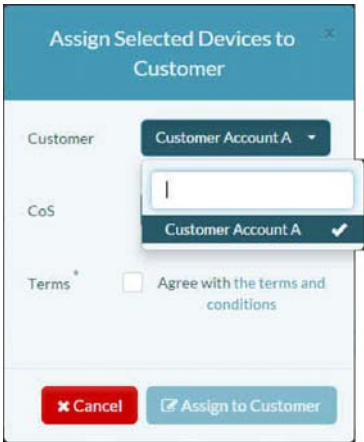 Assign Selected Devices to
Customer
x
Customer
Customer Account A
Customer Account A
CoS
Terms*
Agree with the terms and
conditions
Cancel
Assign to Customer